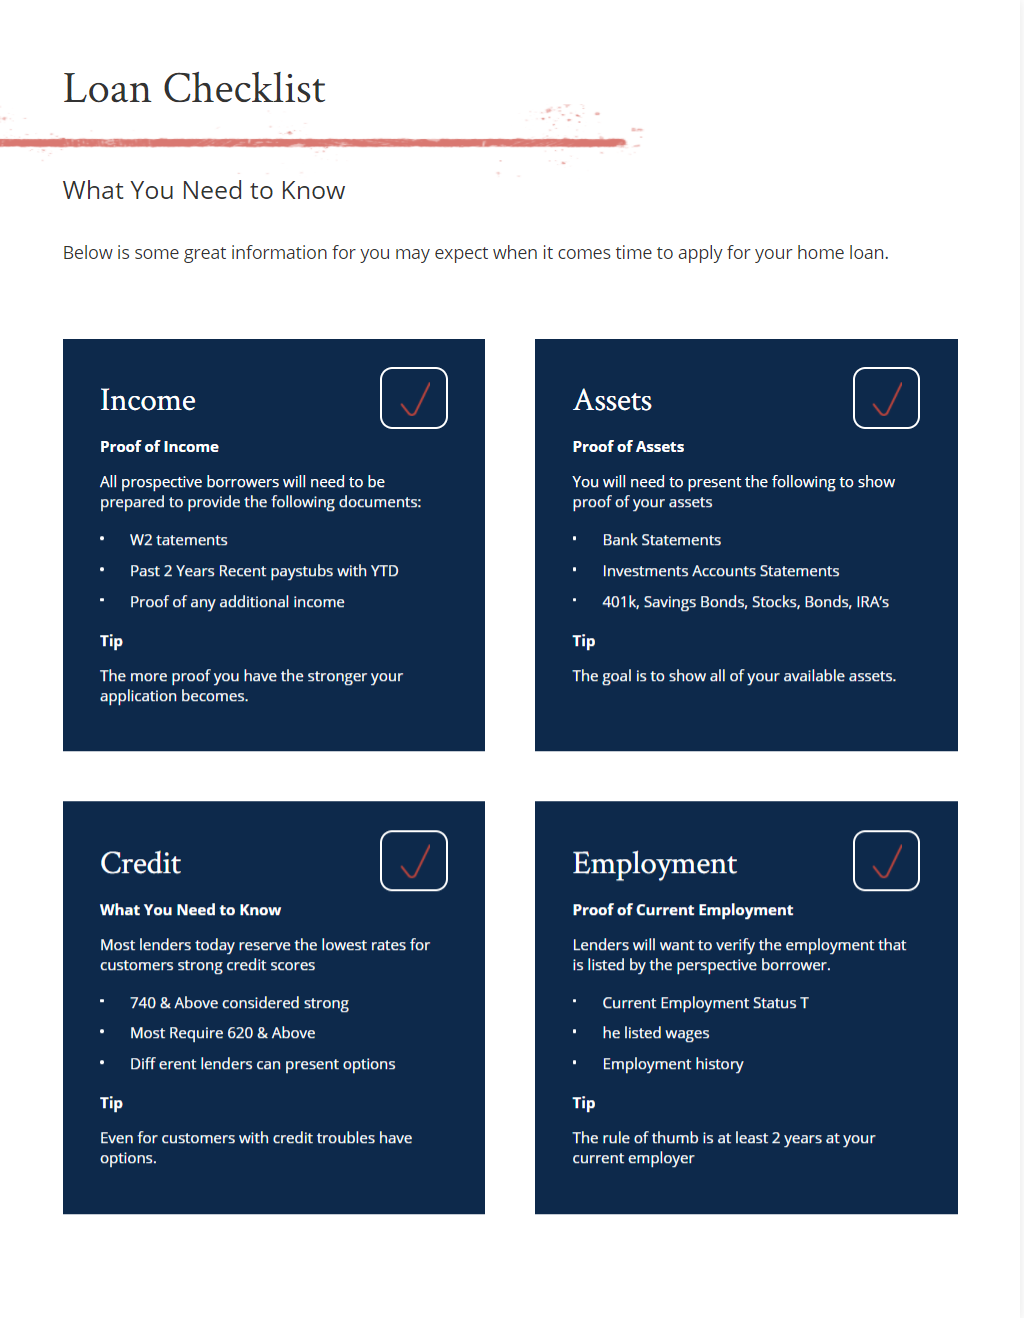 Loan Checklist
What You Need to Know
Below is some great information for you may expect when it comes time to apply for your home loan.
Income
Proof of Income
All prospective borrowers will need to be
prepared to provide the following documents:
• W2 tatements
• Past 2 Years Recent paystubs with YTD
• Proof of any additional income
Tip
The more proof you have the stronger your
application becomes.
Assets
Proof of Assets
You will need to present the following to show
proof of your assets
• Bank Statements
• Investments Accounts Statements
• 401k, Savings Bonds, Stocks, Bonds, IRA’s
Tip
The goal is to show all of your available assets.
Credit
What You Need to Know
Most lenders today reserve the lowest rates for
customers strong credit scores
• 740 & Above considered strong
• Most Require 620 & Above
• Diff erent lenders can present options
Tip
Even for customers with credit troubles have
options.
Employment
Proof of Current Employment
Lenders will want to verify the employment that
is listed by the perspective borrower.
• Current Employment Status T
• he listed wages
• Employment history
Tip
The rule of thumb is at least 2 years at your
current employer